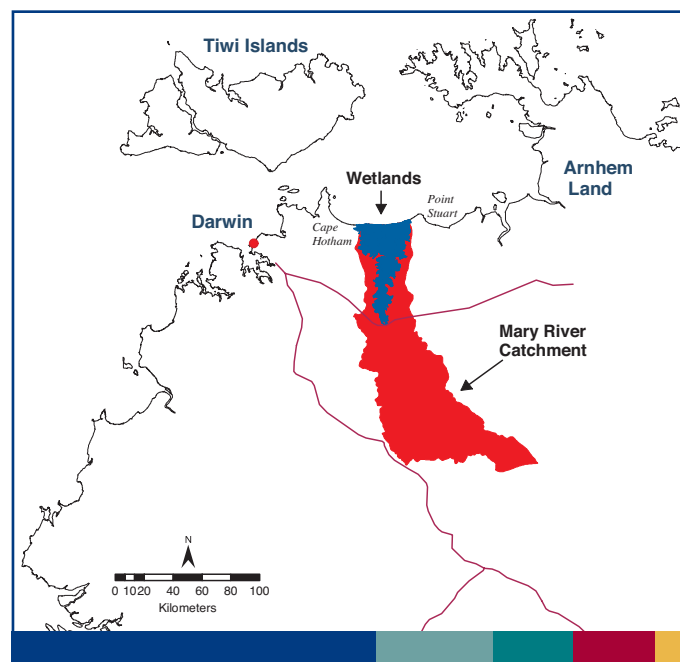 Tiwi Islands
Arnhem
Land
Wetlands
Point
Stuart
Darwin
Cape
Hotham
Mary River
Catchment
N
0 10 20 40 60 80 100
Kilometers